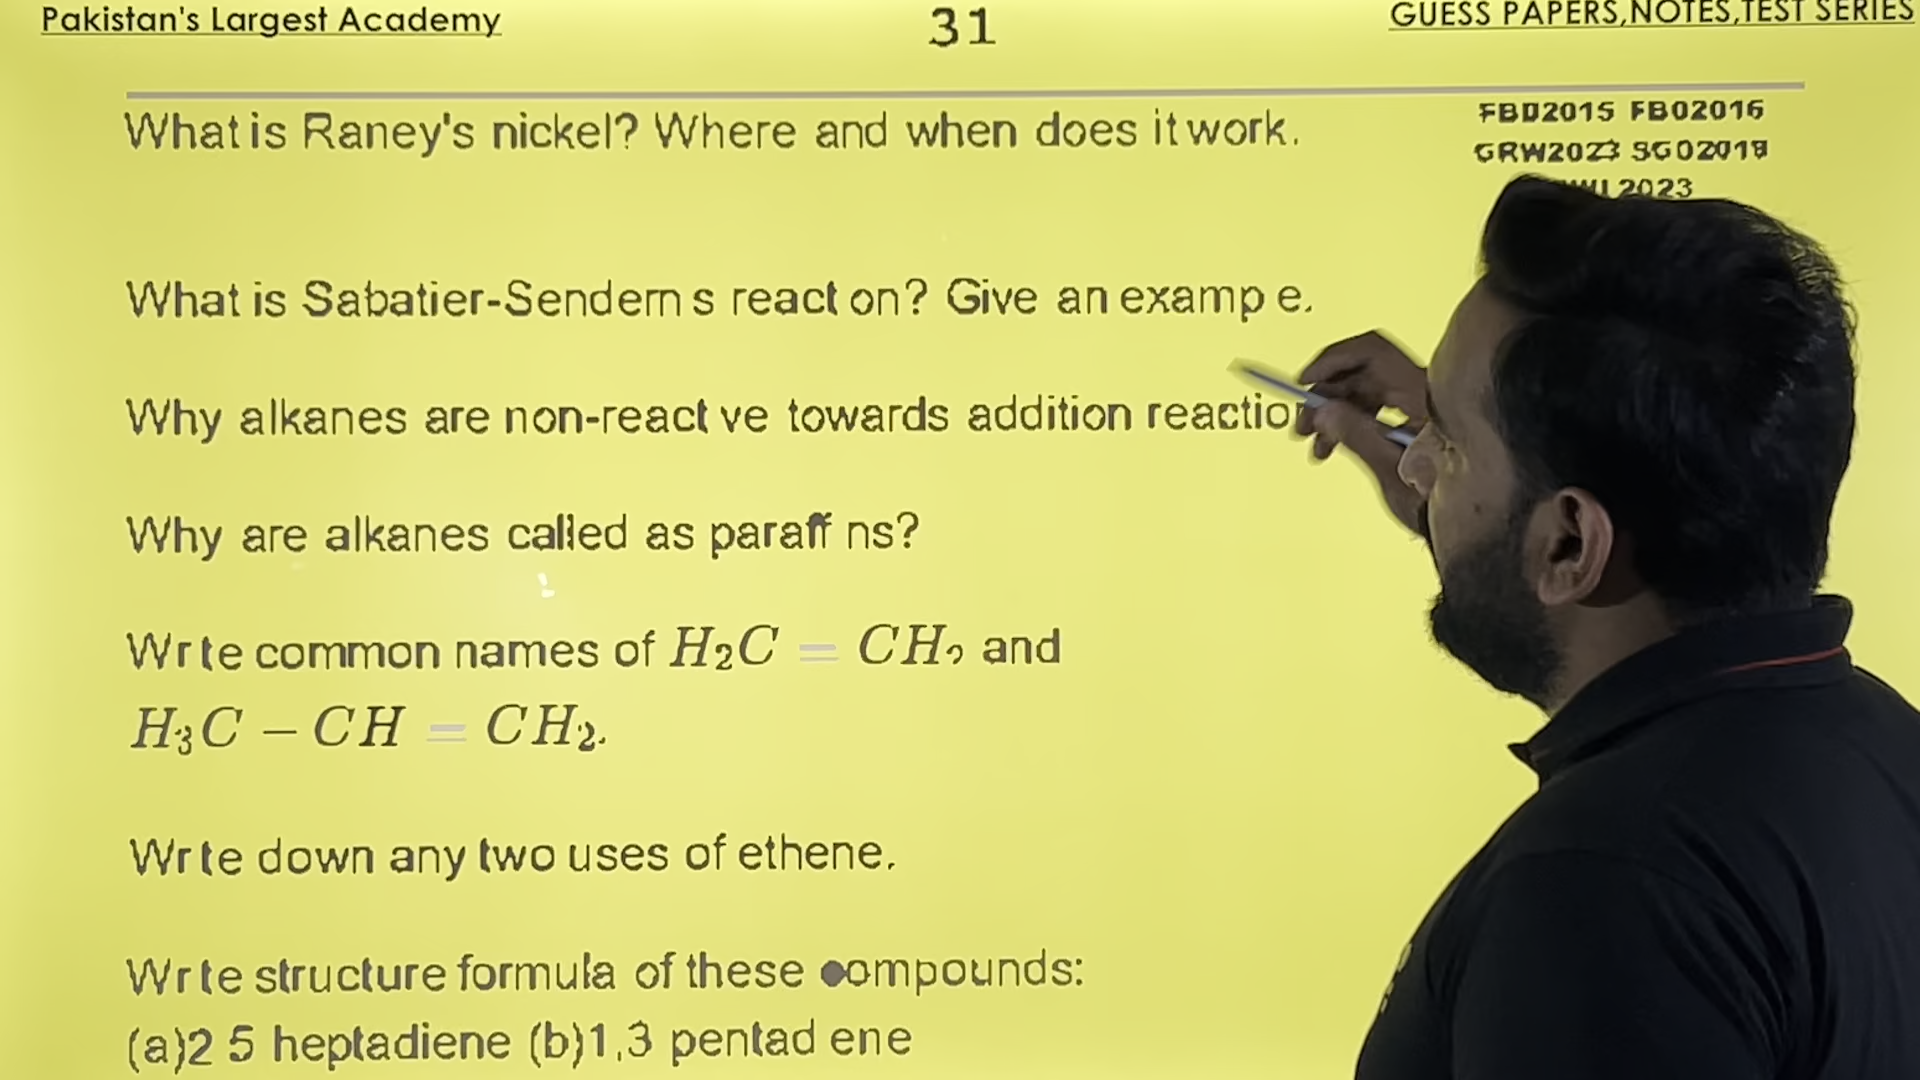 Pakistan's Largest Academy
31
GUESS PAPERS,NOTES,TEST SERIES
What is Raney's nickel? Where and when does it work.
FBD2015 FB02016
GRW2023 SG02018
2023
What is Sabatier-Sendern s react on? Give an examp e.
Why alkanes are non-react ve towards addition reaction
Why are alkanes called as paraff ns?
Wr te common names of H₂C = CH₂ and
H₃C – CH = CH₂.
Wr te down any two uses of ethene.
Wr te structure formula of these compounds:
(a)2 5 heptadiene (b)1,3 pentad ene